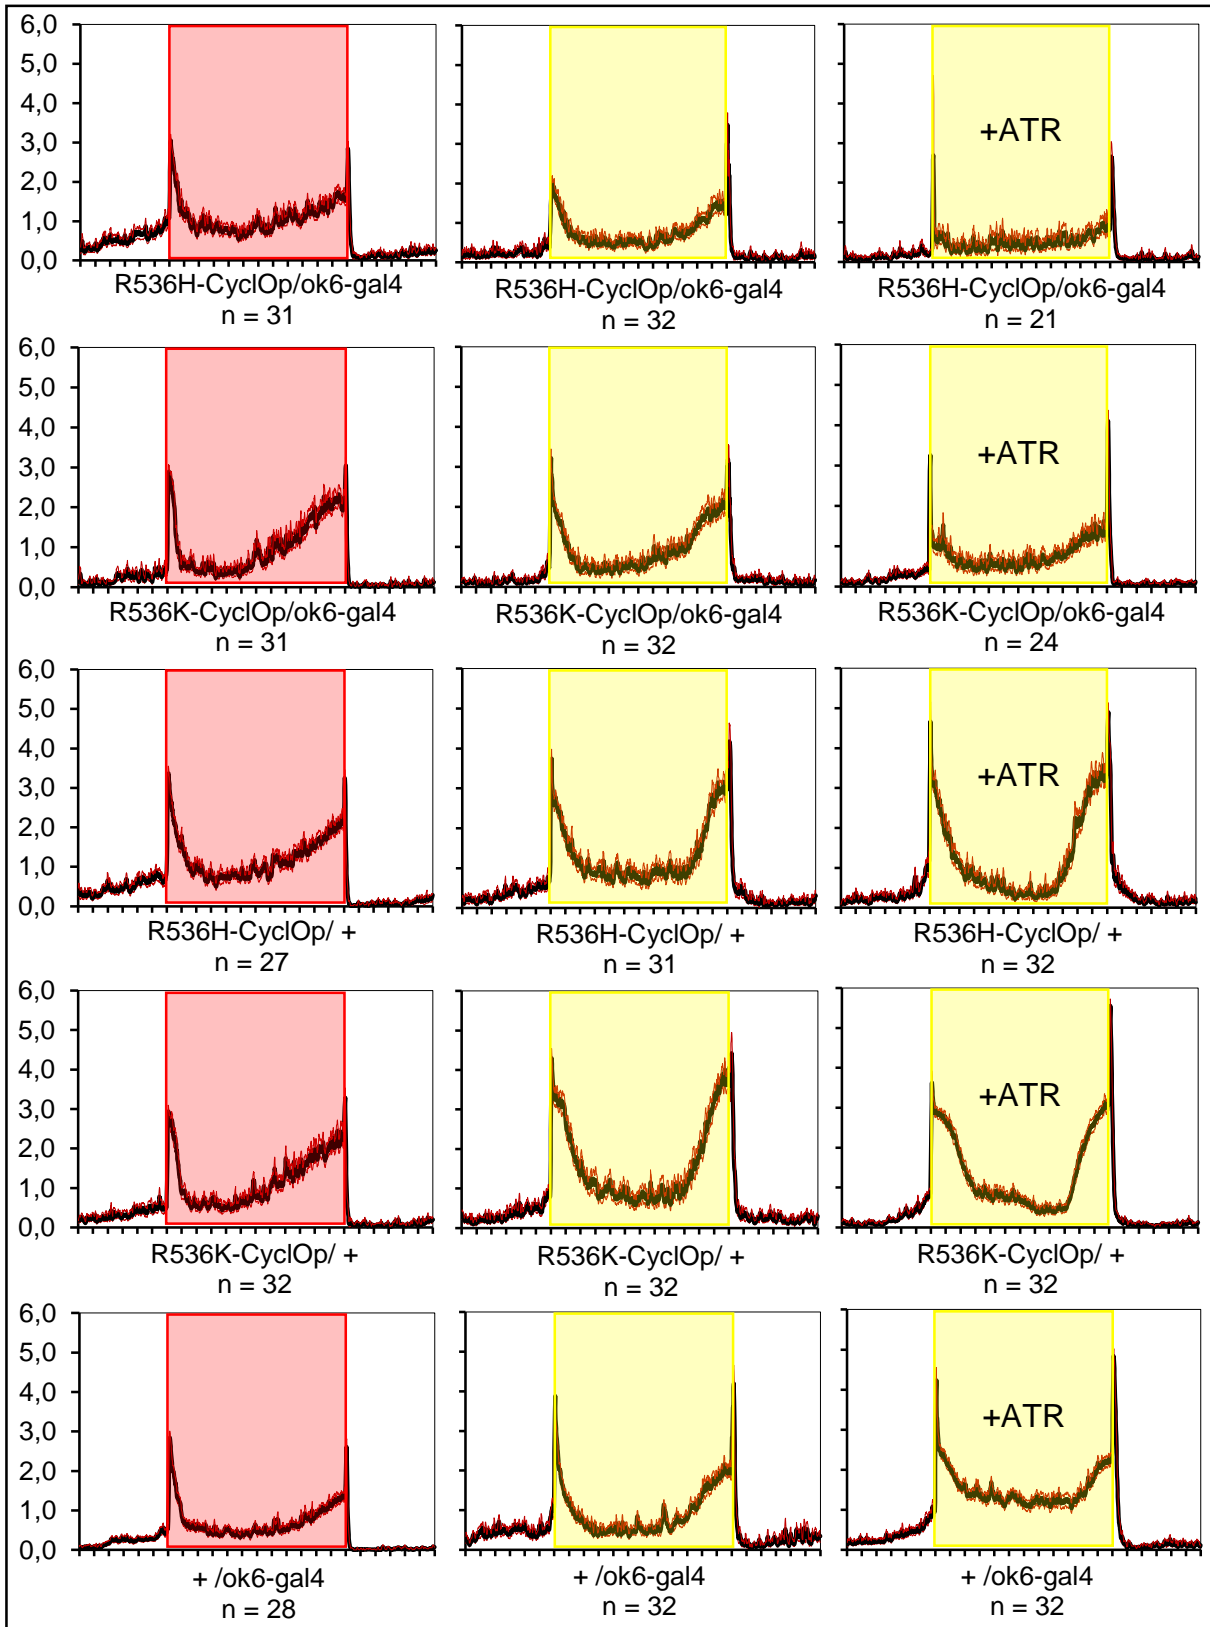 6,0
5,0
4,0
3,0
2,0
1,0
0,0
+ATR
R536H-CyclOp/ok6-gal4 R536H-CyclOp/ok6-gal4 R536H-CyclOp/ok6-gal4
n = 31 n = 32 n = 21
6,0
5,0
4,0
3,0
2,0
1,0
0,0
+ATR
R536K-CyclOp/ok6-gal4 R536K-CyclOp/ok6-gal4 R536K-CyclOp/ok6-gal4
n = 31 n = 32 n = 24
6,0
5,0
4,0
3,0
2,0
1,0
0,0
+ATR
R536H-CyclOp/ + R536H-CyclOp/ + R536H-CyclOp/ +
n = 27 n = 31 n = 32
6,0
5,0
4,0
3,0
2,0
1,0
0,0
+ATR
R536K-CyclOp/ + R536K-CyclOp/ + R536K-CyclOp/ +
n = 32 n = 32 n = 32
6,0
5,0
4,0
3,0
2,0
1,0
0,0
+ATR
+ /ok6-gal4 + /ok6-gal4 + /ok6-gal4
n = 28 n = 32 n = 32